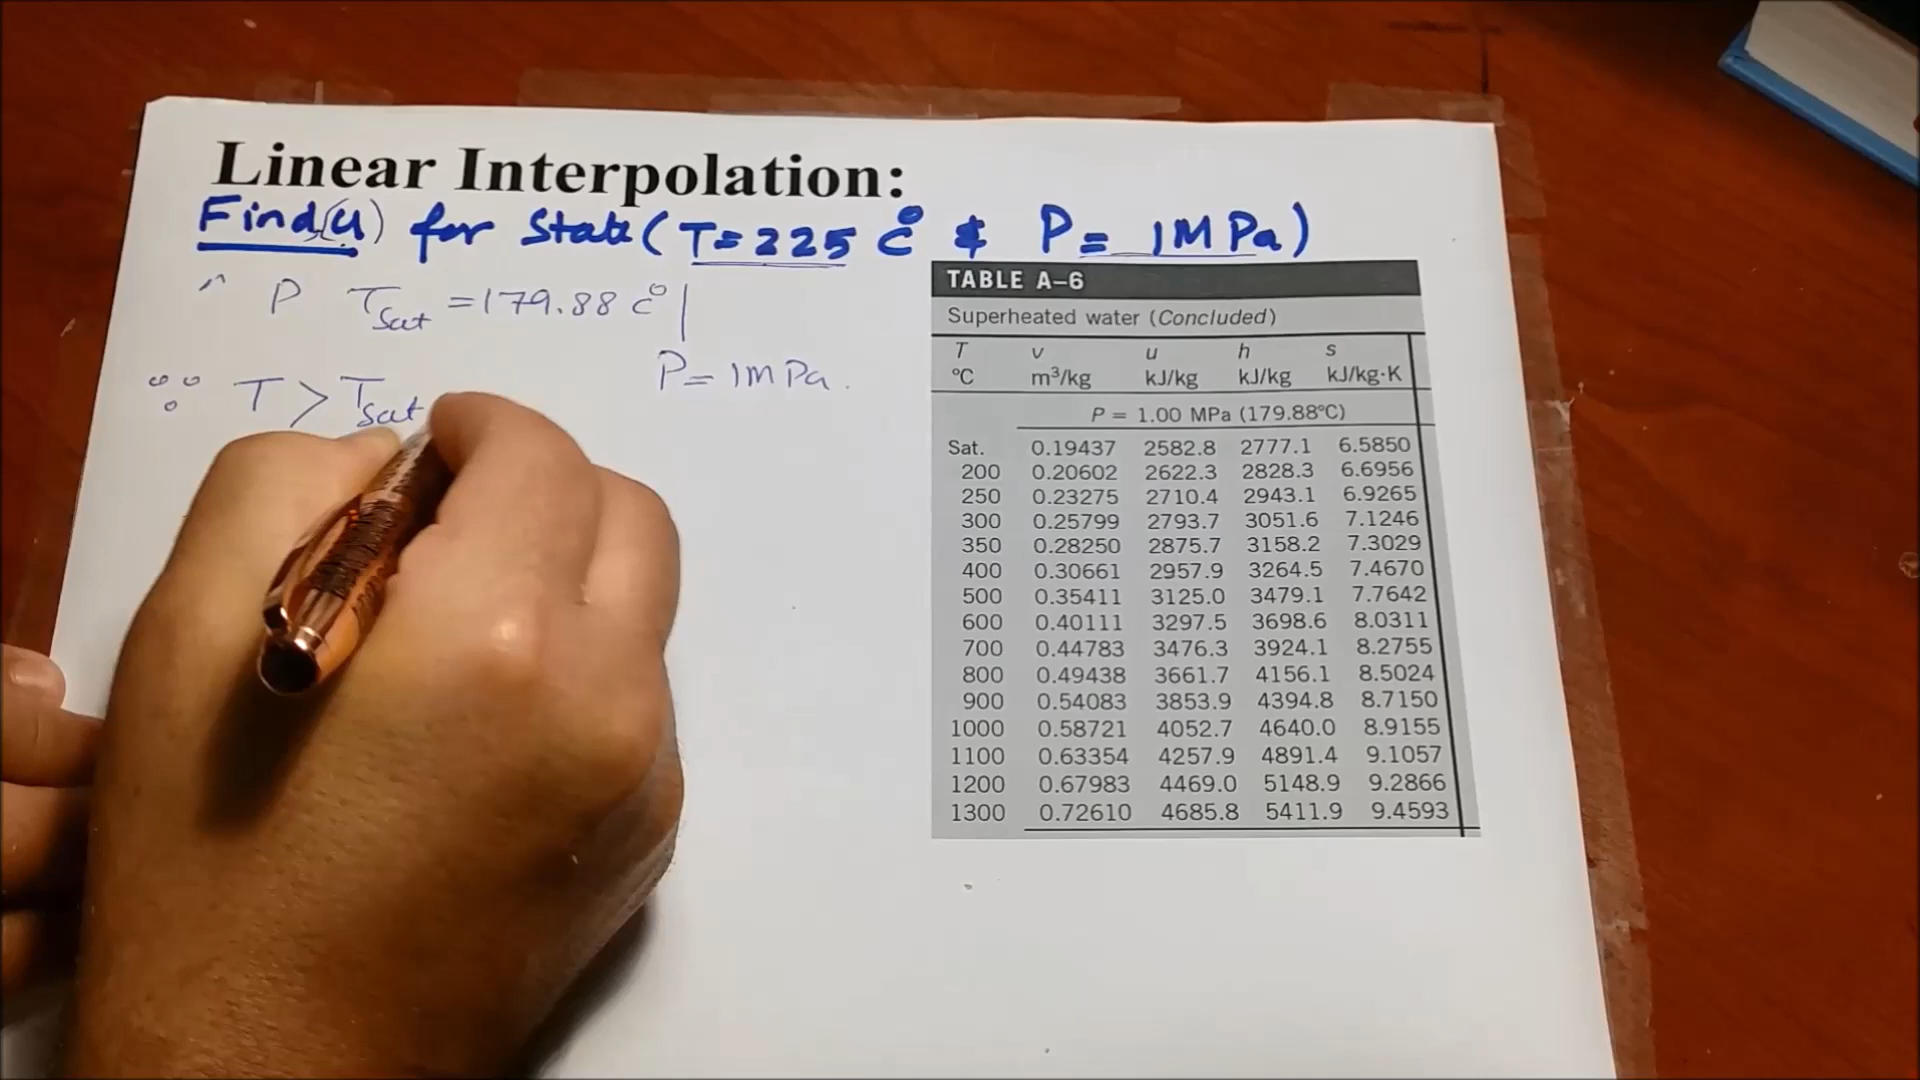 Linear Interpolation:
Find(u) for State (T=225 C° & P= 1MPa)
P Tsat =179.88 C° |
P=1MPa.
∵ T > Tsat
TABLE A–6
Superheated water (Concluded)
T v u h s
°C m³/kg kJ/kg kJ/kg kJ/kg·K
P = 1.00 MPa (179.88°C)
Sat. 0.19437 2582.8 2777.1 6.5850
200 0.20602 2622.3 2828.3 6.6956
250 0.23275 2710.4 2943.1 6.9265
300 0.25799 2793.7 3051.6 7.1246
350 0.28250 2875.7 3158.2 7.3029
400 0.30661 2957.9 3264.5 7.4670
500 0.35411 3125.0 3479.1 7.7642
600 0.40111 3297.5 3698.6 8.0311
700 0.44783 3476.3 3924.1 8.2755
800 0.49438 3661.7 4156.1 8.5024
900 0.54083 3853.9 4394.8 8.7150
1000 0.58721 4052.7 4640.0 8.9155
1100 0.63354 4257.9 4891.4 9.1057
1200 0.67983 4469.0 5148.9 9.2866
1300 0.72610 4685.8 5411.9 9.4593